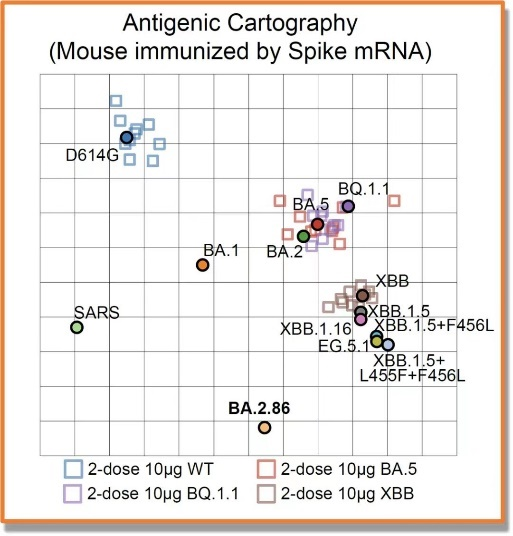 Antigenic Cartography
(Mouse immunized by Spike mRNA)
D614G
BQ.1.1
BA.5
BA.2
BA.1
XBB
SARS
XBB.1.5
XBB.1.16
XBB.1.5+F456L
EG.5.1
XBB.1.5+
L455F+F456L
BA.2.86
2-dose 10μg WT
2-dose 10μg BA.5
2-dose 10μg BQ.1.1
2-dose 10μg XBB